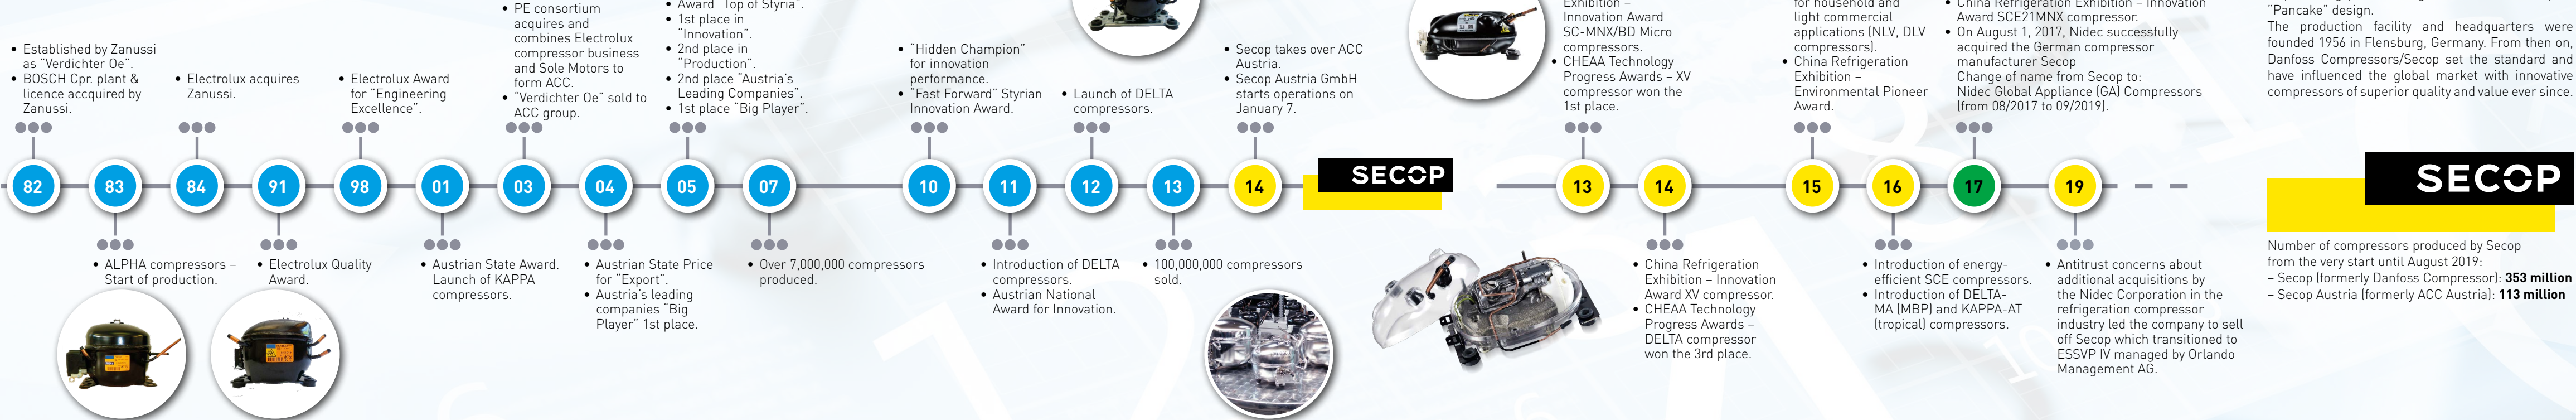 • Established by Zanussi
as “Verdichter Oe”.
• BOSCH Cpr. plant &
licence accquired by
Zanussi.
• Electrolux acquires
Zanussi.
• Electrolux Award
for “Engineering
Excellence”.
• PE consortium
acquires and
combines Electrolux
compressor business
and Sole Motors to
form ACC.
• “Verdichter Oe” sold to
ACC group.
• Award “Top of Styria”.
• 1st place in
“Innovation”.
• 2nd place in
“Production”.
• 2nd place “Austria’s
Leading Companies”.
• 1st place “Big Player”.
• “Hidden Champion”
for innovation
performance.
• “Fast Forward” Styrian
Innovation Award.
• Launch of DELTA
compressors.
• Secop takes over ACC
Austria.
• Secop Austria GmbH
starts operations on
January 7.
82
83
84
91
98
01
03
04
05
07
10
11
12
13
14
SECOP
• ALPHA compressors –
Start of production.
• Electrolux Quality
Award.
• Austrian State Award.
Launch of KAPPA
compressors.
• Austrian State Price
for “Export”.
• Austria’s leading
companies “Big
Player” 1st place.
• Over 7,000,000 compressors
produced.
• Introduction of DELTA
compressors.
• Austrian National
Award for Innovation.
• 100,000,000 compressors
sold.
Exhibition –
Innovation Award
SC-MNX/BD Micro
compressors.
• CHEAA Technology
Progress Awards – XV
compressor won the
1st place.
for household and
light commercial
applications (NLV, DLV
compressors).
• China Refrigeration
Exhibition –
Environmental Pioneer
Award.
• China Refrigeration Exhibition – Innovation
Award SCE21MNX compressor.
• On August 1, 2017, Nidec successfully
acquired the German compressor
manufacturer Secop
Change of name from Secop to:
Nidec Global Appliance (GA) Compressors
(from 08/2017 to 09/2019).
13
14
15
16
17
19
• China Refrigeration
Exhibition – Innovation
Award XV compressor.
• CHEAA Technology
Progress Awards –
DELTA compressor
won the 3rd place.
• Introduction of energy-
efficient SCE compressors.
• Introduction of DELTA-
MA (MBP) and KAPPA-AT
(tropical) compressors.
• Antitrust concerns about
additional acquisitions by
the Nidec Corporation in the
refrigeration compressor
industry led the company to sell
off Secop which transitioned to
ESSVP IV managed by Orlando
Management AG.
“Pancake” design.
The production facility and headquarters were
founded 1956 in Flensburg, Germany. From then on,
Danfoss Compressors/Secop set the standard and
have influenced the global market with innovative
compressors of superior quality and value ever since.
SECOP
Number of compressors produced by Secop
from the very start until August 2019:
– Secop (formerly Danfoss Compressor): 353 million
– Secop Austria (formerly ACC Austria): 113 million